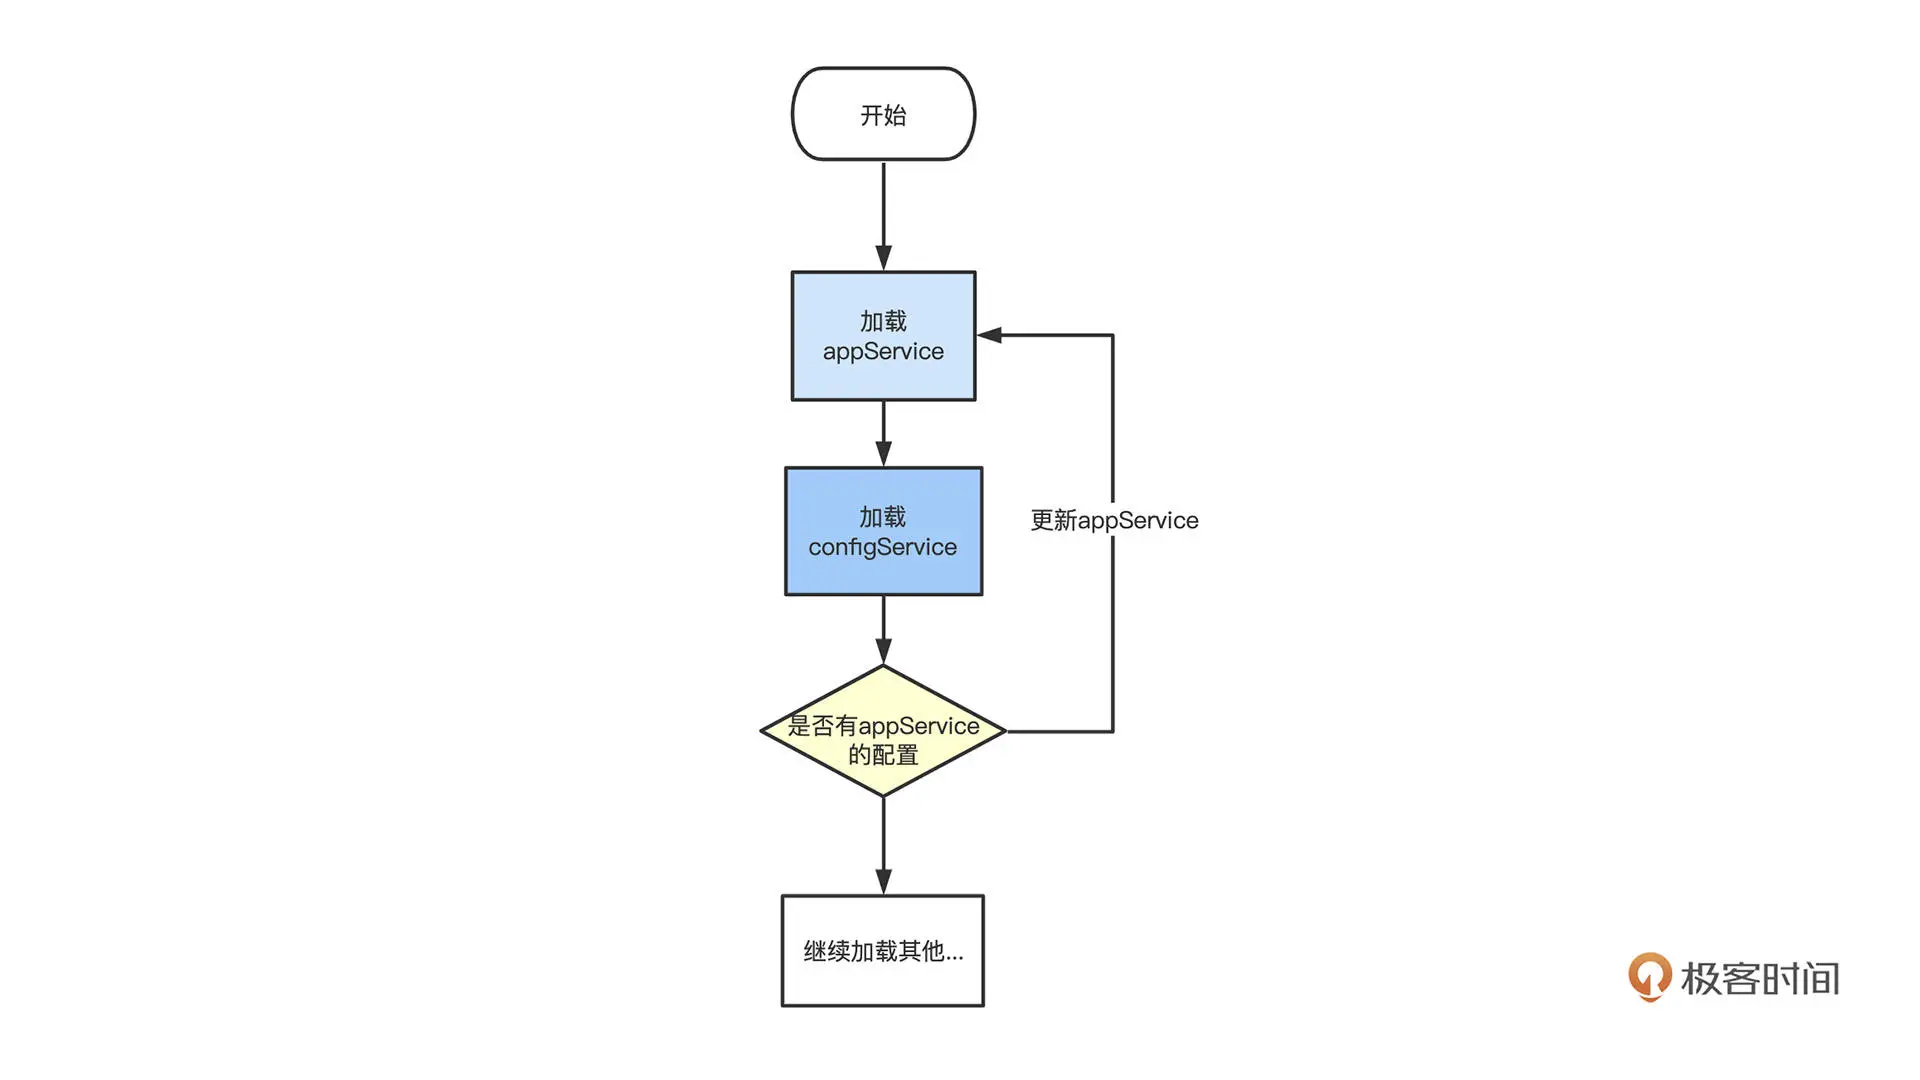 开始
加载
appService
加载
configService
更新appService
是否有appService
的配置
继续加载其他...
极客时间